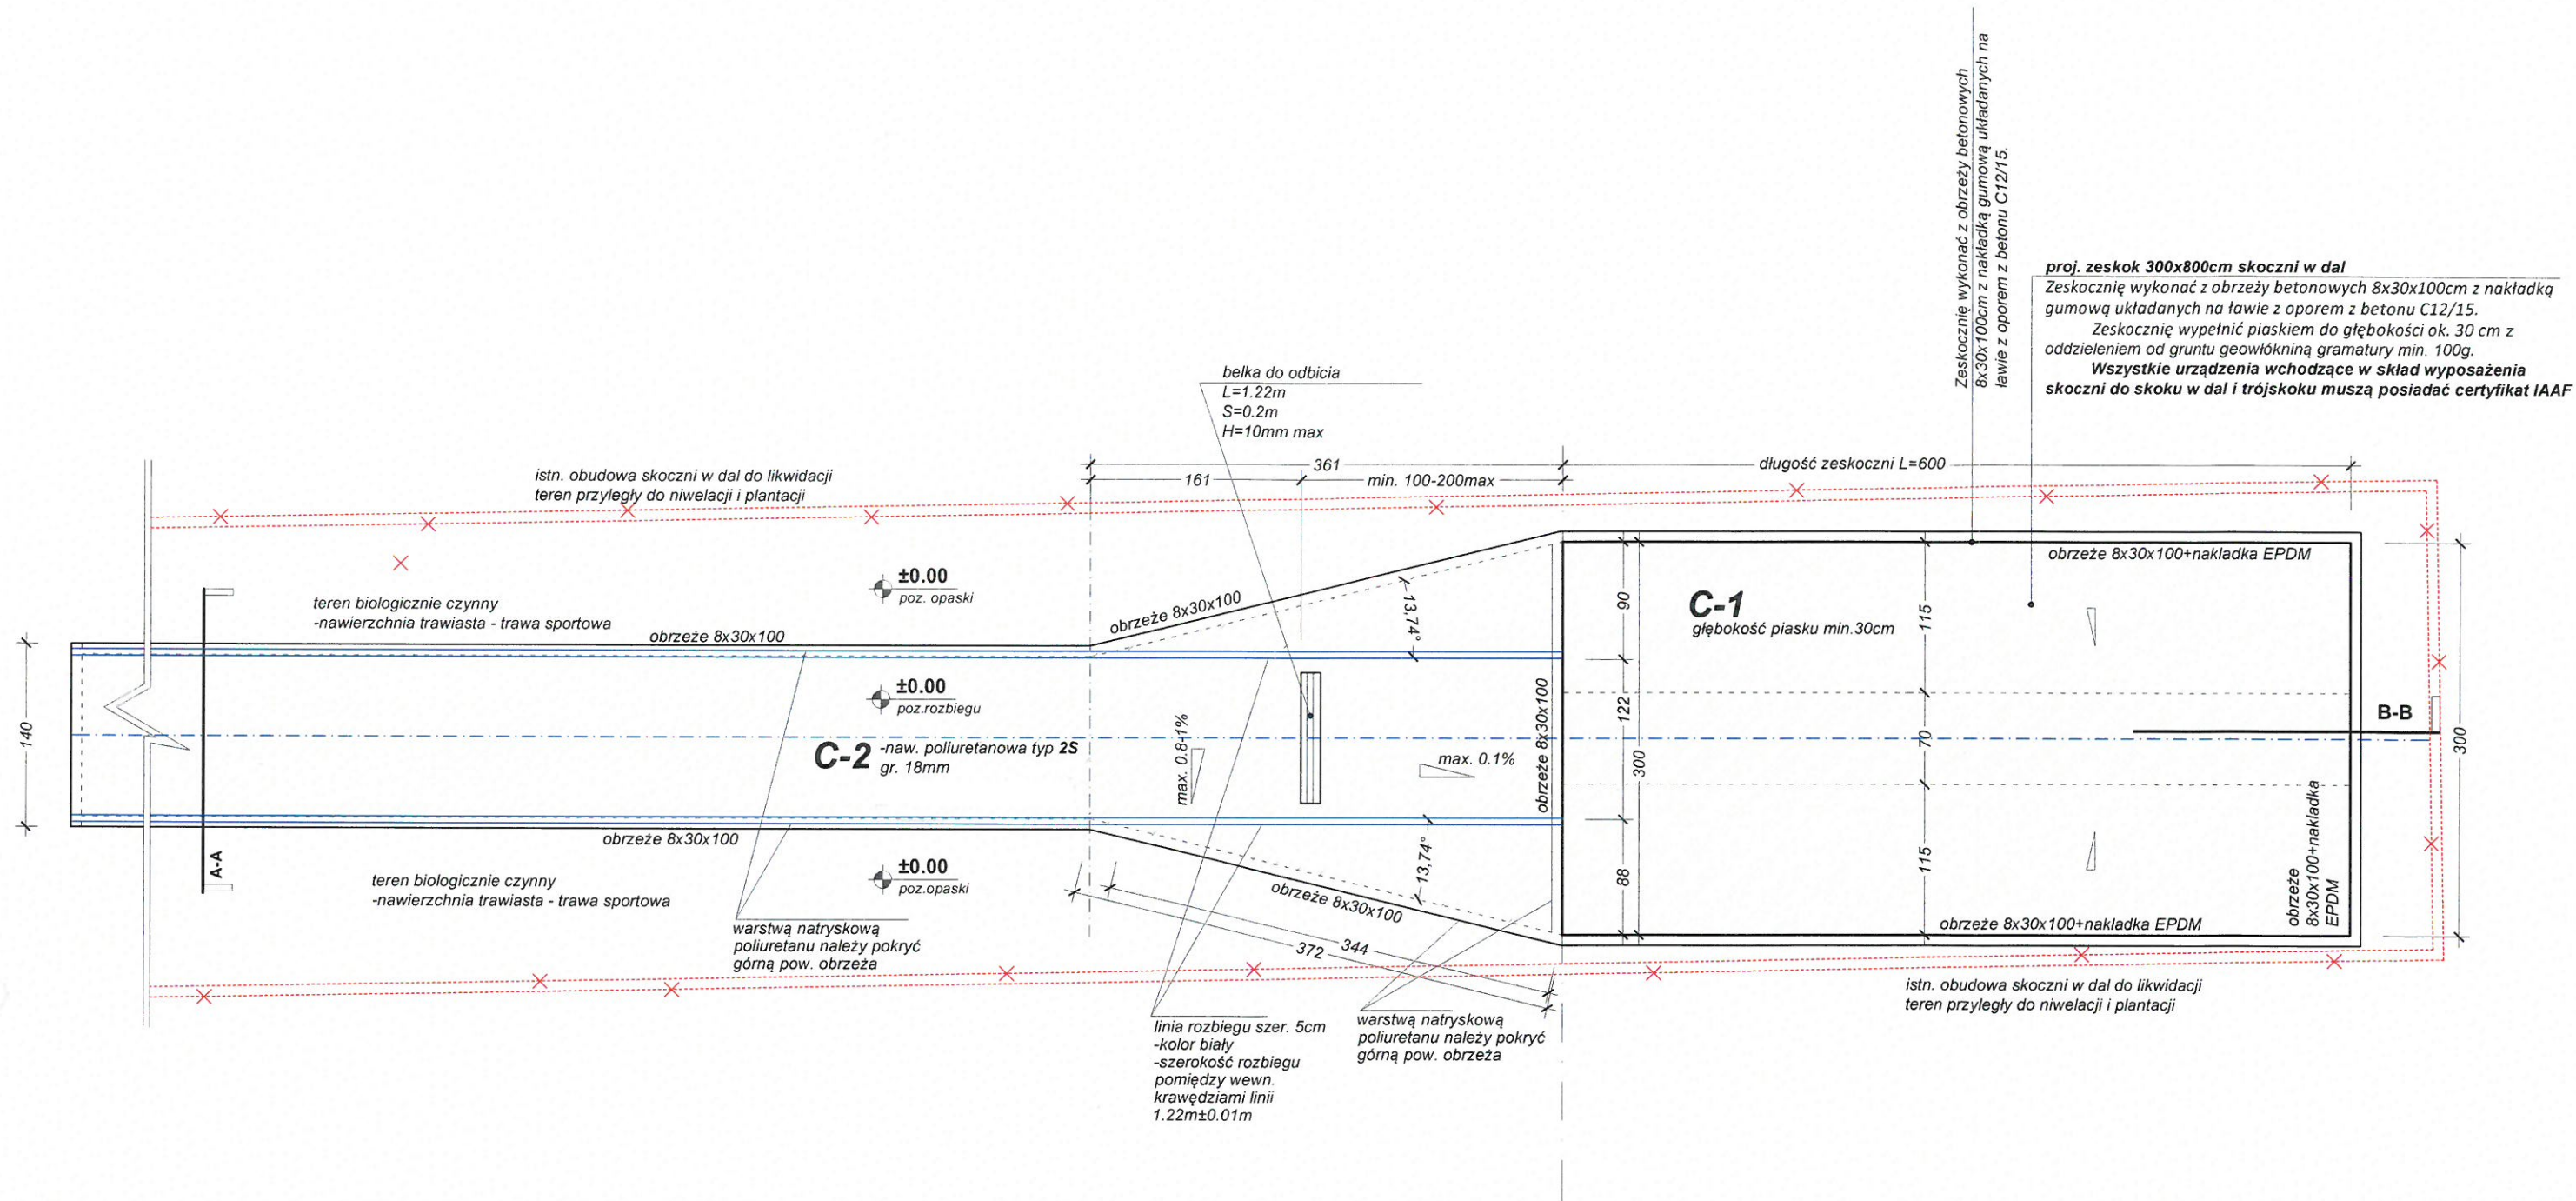 Zeskocznię wykonać z obrzeży betonowych
8x30x100cm z nakładką gumową układanych na
ławie z oporem z betonu C12/15.
proj. zeskok 300x800cm skoczni w dal
Zeskocznię wykonać z obrzeży betonowych 8x30x100cm z nakładką
gumową układanych na ławie z oporem z betonu C12/15.
Zeskocznię wypełnić piaskiem do głębokości ok. 30 cm z
oddzieleniem od gruntu geowłókniną gramatury min. 100g.
Wszystkie urządzenia wchodzące w skład wyposażenia
skoczni do skoku w dal i trójskoku muszą posiadać certyfikat IAAF
belka do odbicia
L=1.22m
S=0.2m
H=10mm max
361
długość zeskoczni L=600
161
min. 100-200max
istn. obudowa skoczni w dal do likwidacji
teren przyległy do niwelacji i plantacji
±0.00
poz. opaski
teren biologicznie czynny
-nawierzchnia trawiasta - trawa sportowa
obrzeże 8x30x100
obrzeże 8x30x100
13,74°
90
C-1
głębokość piasku min.30cm
115
obrzeże 8x30x100+nakladka EPDM
140
±0.00
poz.rozbiegu
C-2
-naw. poliuretanowa typ 2S
gr. 18mm
max. 0.8-1%
max. 0.1%
obrzeże 8x30x100
122
300
70
B-B
300
obrzeże 8x30x100
A-A
±0.00
poz.opaski
teren biologicznie czynny
-nawierzchnia trawiasta - trawa sportowa
13,74°
88
115
obrzeże 8x30x100
obrzeże 8x30x100+nakladka EPDM
obrzeże
8x30x100+nakladka
EPDM
344
372
warstwą natryskową
poliuretanu należy pokryć
górną pow. obrzeża
linia rozbiegu szer. 5cm
-kolor biały
-szerokość rozbiegu
pomiędzy wewn.
krawędziami linii
1.22m±0.01m
warstwą natryskową
poliuretanu należy pokryć
górną pow. obrzeża
istn. obudowa skoczni w dal do likwidacji
teren przyległy do niwelacji i plantacji